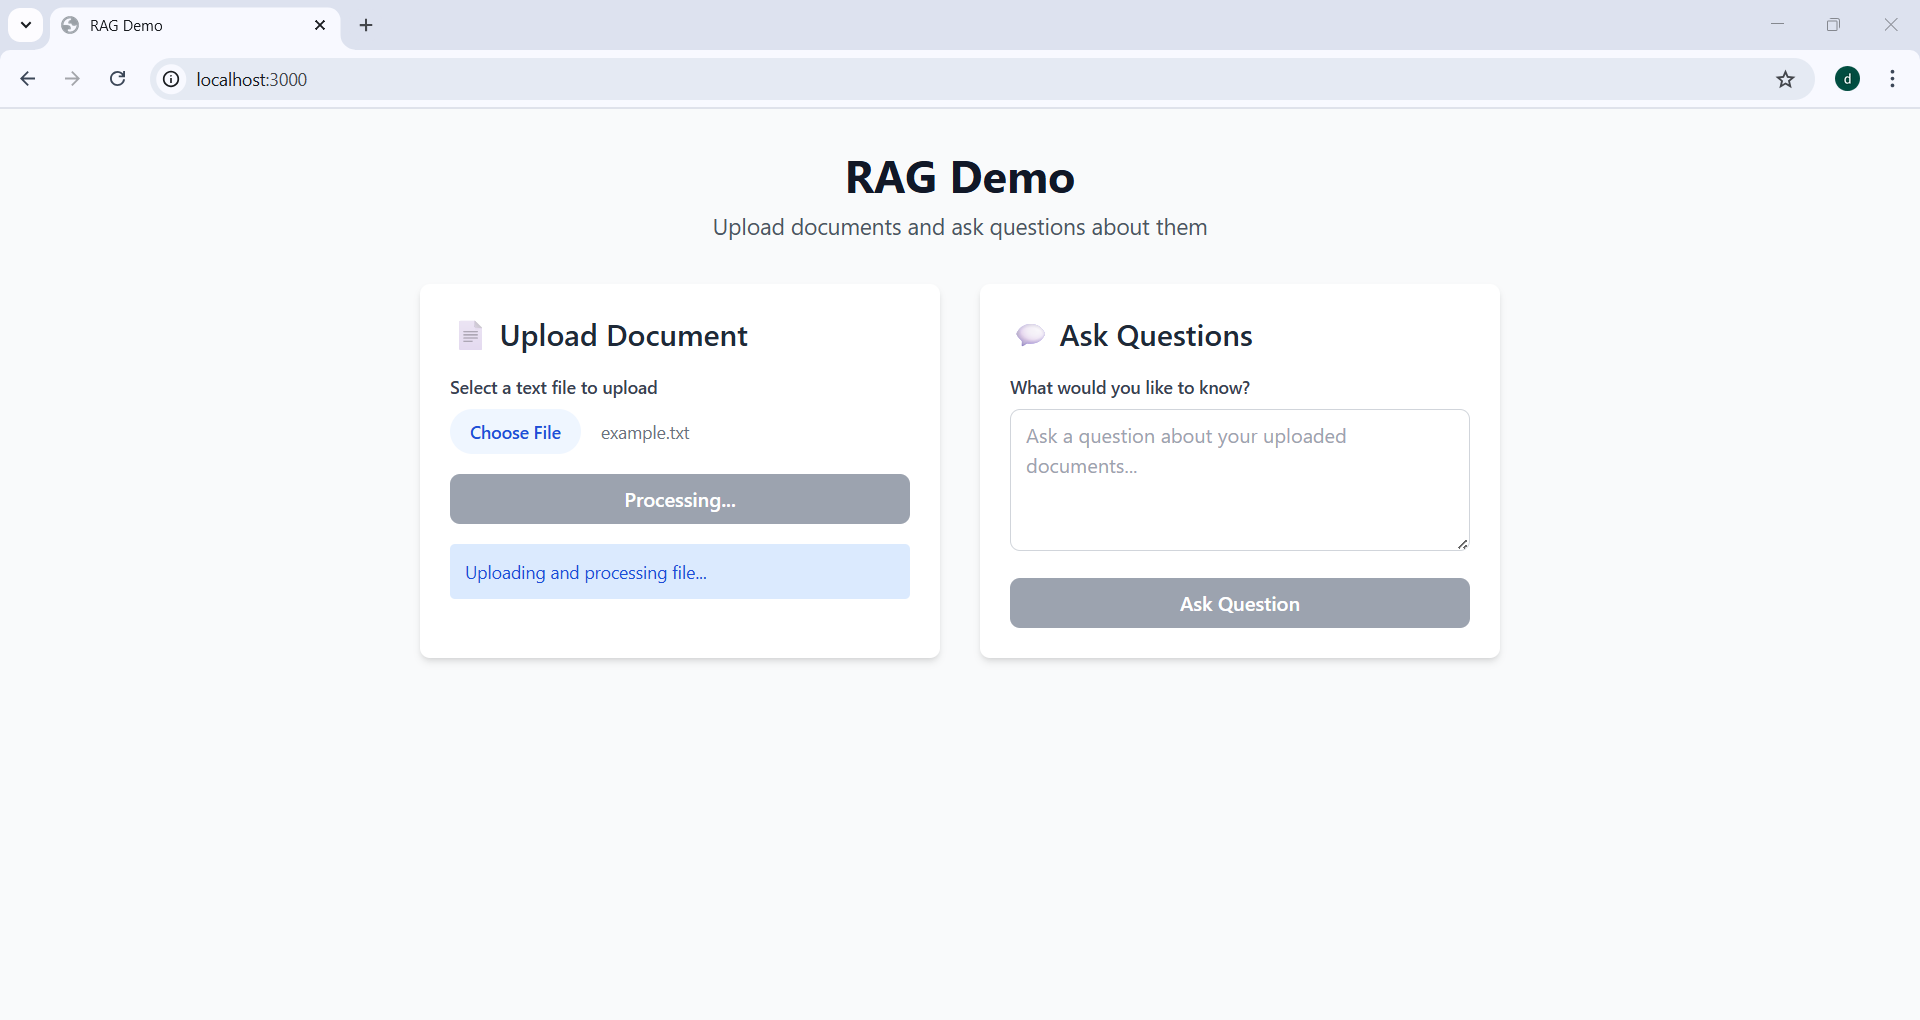 RAG Demo
localhost:3000
d
RAG Demo
Upload documents and ask questions about them
Upload Document
Select a text file to upload
Choose File example.txt
Processing...
Uploading and processing file...
Ask Questions
What would you like to know?
Ask a question about your uploaded
documents...
Ask Question